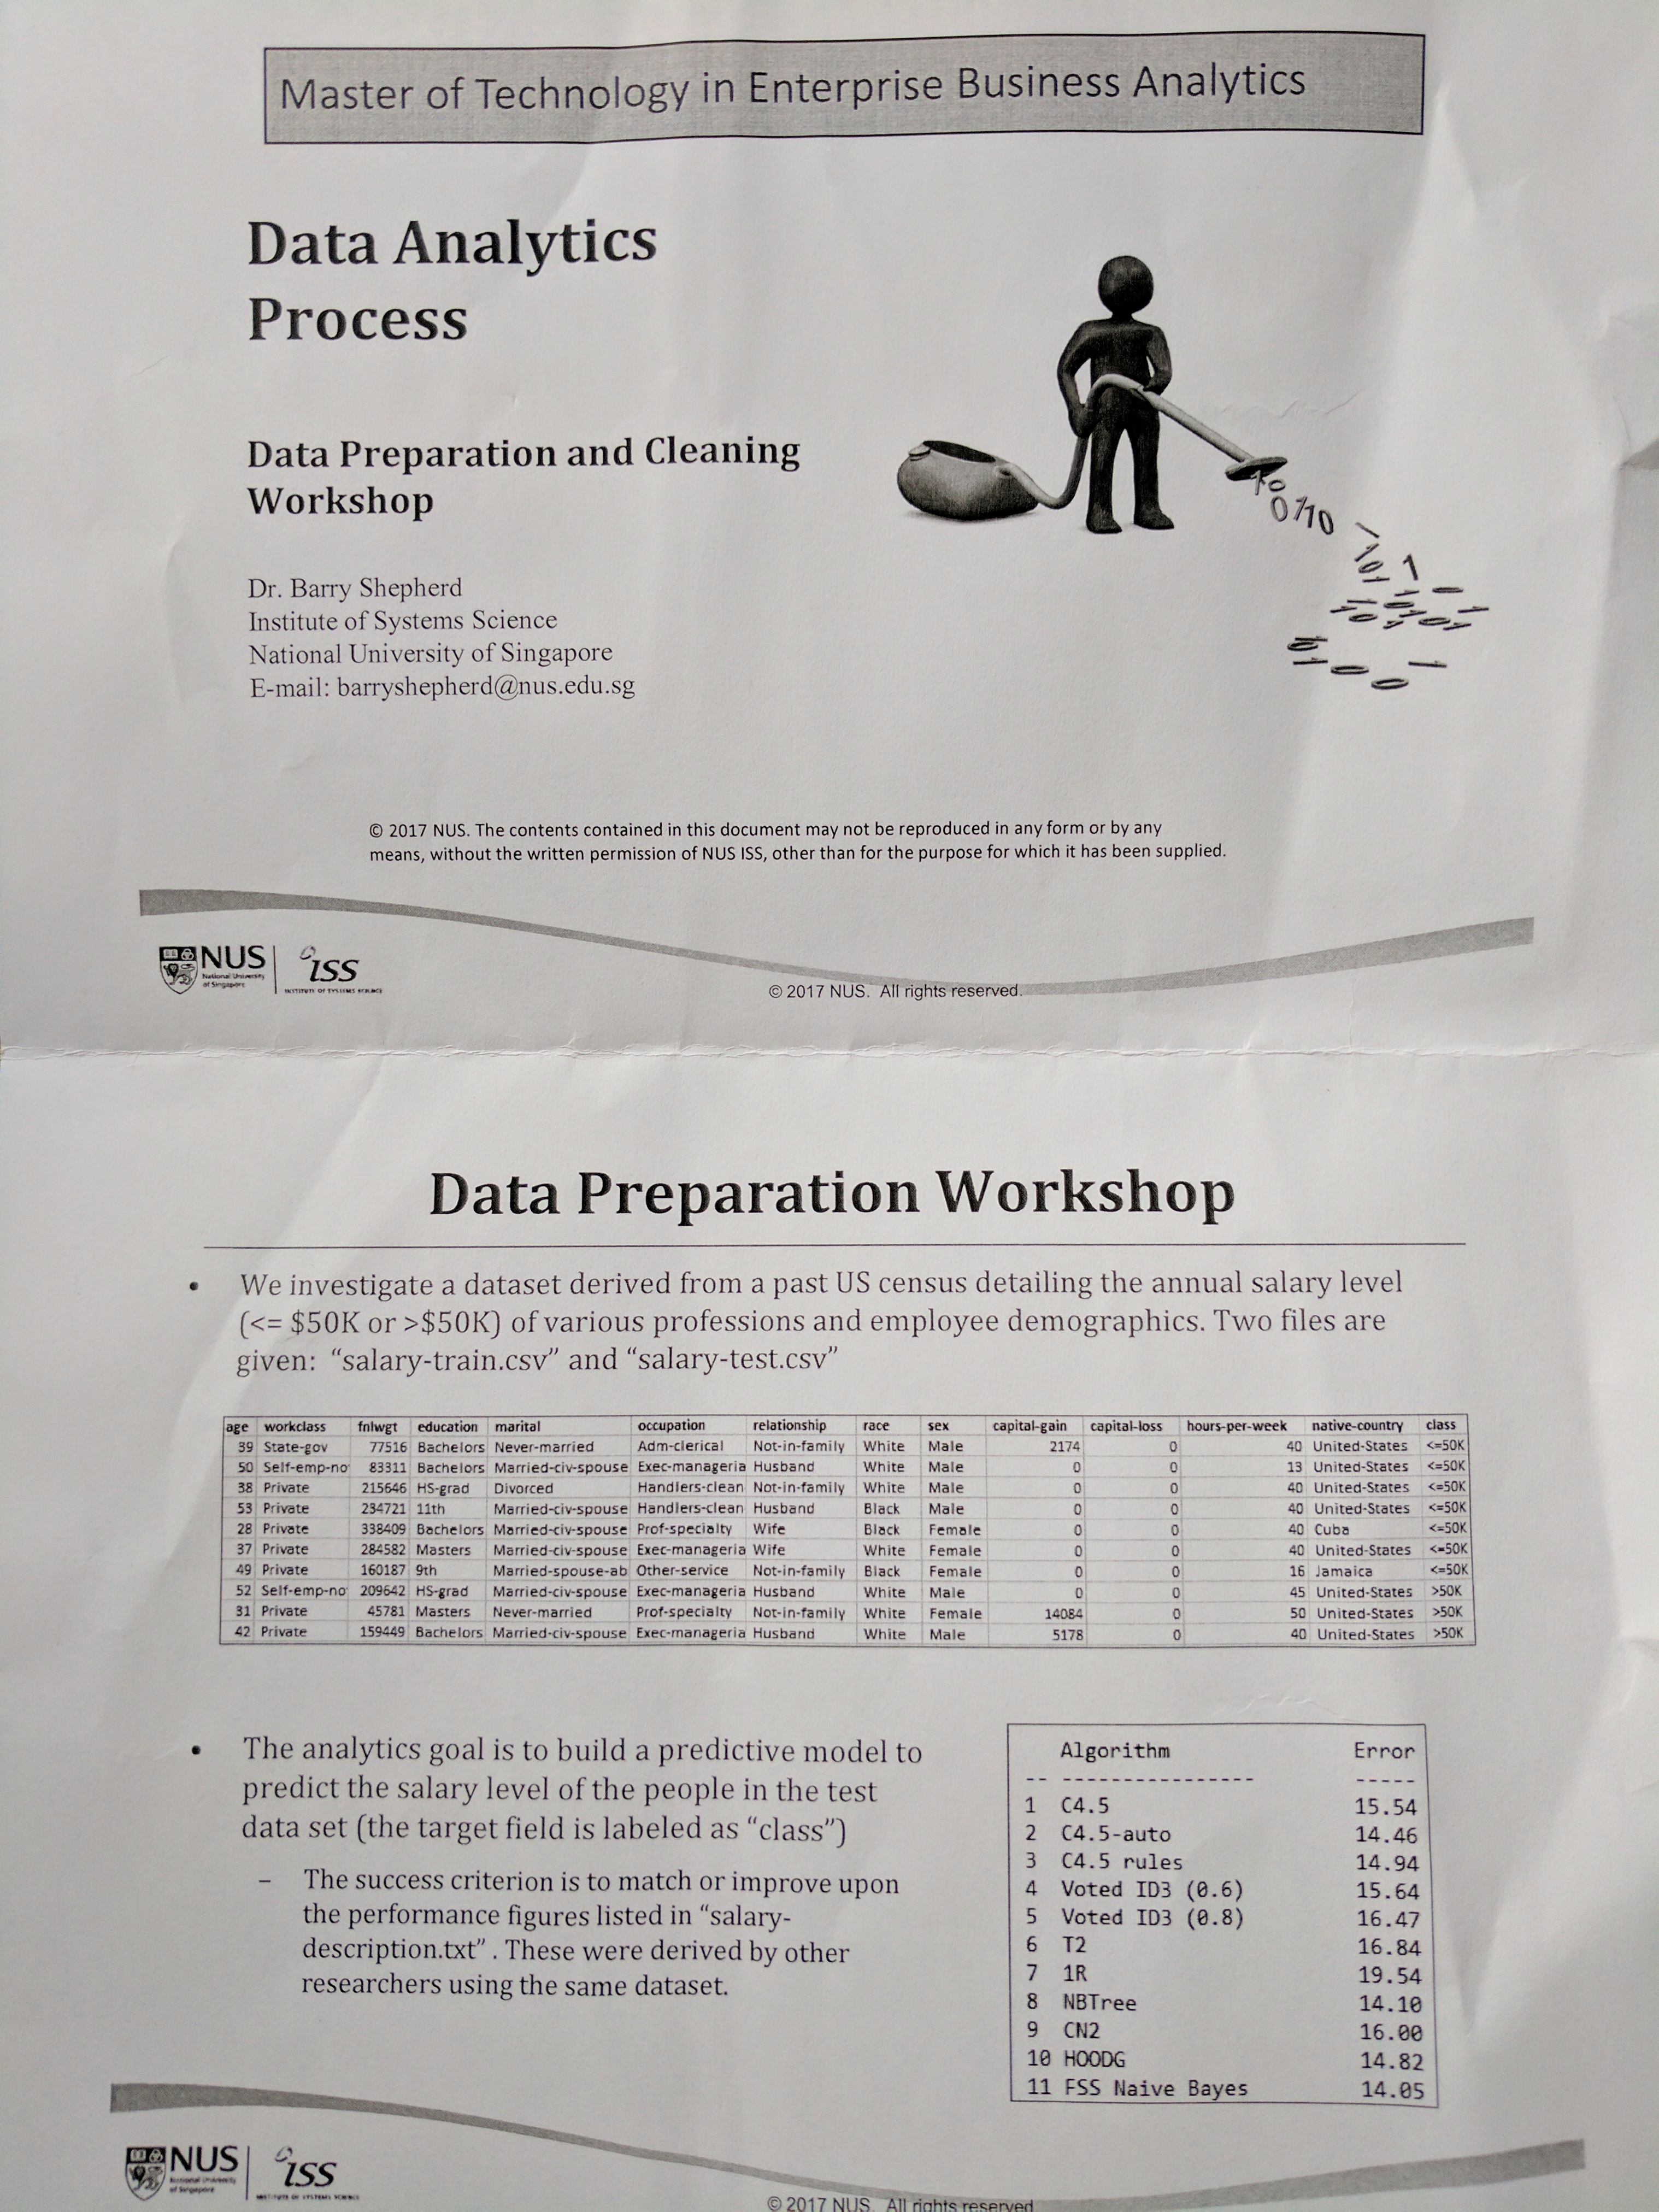 Master of Technology in Enterprise Business Analytics
Data Analytics
Process
Data Preparation and Cleaning
Workshop
Dr. Barry Shepherd
Institute of Systems Science
National University of Singapore
E-mail: barryshepherd@nus.edu.sg
© 2017 NUS. The contents contained in this document may not be reproduced in any form or by any
means, without the written permission of NUS ISS, other than for the purpose for which it has been supplied.
NUS
National University
of Singapore
ISS
INSTITUTE OF SYSTEMS SCIENCE
© 2017 NUS. All rights reserved.
Data Preparation Workshop
• We investigate a dataset derived from a past US census detailing the annual salary level
(<= $50K or >$50K) of various professions and employee demographics. Two files are
given: “salary-train.csv” and “salary-test.csv”
age workclass fnlwgt education marital occupation relationship race sex capital-gain capital-loss hours-per-week native-country class
39 State-gov 77516 Bachelors Never-married Adm-clerical Not-in-family White Male 2174 0 40 United-States <=50K
50 Self-emp-no 83311 Bachelors Married-civ-spouse Exec-manageria Husband White Male 0 0 13 United-States <=50K
38 Private 215646 HS-grad Divorced Handlers-clean Not-in-family White Male 0 0 40 United-States <=50K
53 Private 234721 11th Married-civ-spouse Handlers-clean Husband Black Male 0 0 40 United-States <=50K
28 Private 338409 Bachelors Married-civ-spouse Prof-specialty Wife Black Female 0 0 40 Cuba <=50K
37 Private 284582 Masters Married-civ-spouse Exec-manageria Wife White Female 0 0 40 United-States <=50K
49 Private 160187 9th Married-spouse-ab Other-service Not-in-family Black Female 0 0 16 Jamaica <=50K
52 Self-emp-no 209642 HS-grad Married-civ-spouse Exec-manageria Husband White Male 0 0 45 United-States >50K
31 Private 45781 Masters Never-married Prof-specialty Not-in-family White Female 14084 0 50 United-States >50K
42 Private 159449 Bachelors Married-civ-spouse Exec-manageria Husband White Male 5178 0 40 United-States >50K
• The analytics goal is to build a predictive model to
predict the salary level of the people in the test
data set (the target field is labeled as “class”)
– The success criterion is to match or improve upon
the performance figures listed in “salary-
description.txt” . These were derived by other
researchers using the same dataset.
Algorithm Error
-- ---------------- -----
1 C4.5 15.54
2 C4.5-auto 14.46
3 C4.5 rules 14.94
4 Voted ID3 (0.6) 15.64
5 Voted ID3 (0.8) 16.47
6 T2 16.84
7 1R 19.54
8 NBTree 14.10
9 CN2 16.00
10 HOODG 14.82
11 FSS Naive Bayes 14.05
NUS
National University
of Singapore
ISS
INSTITUTE OF SYSTEMS SCIENCE
© 2017 NUS. All rights reserved